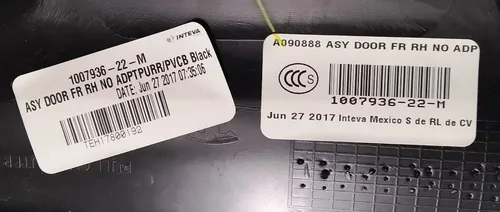 INTEVA
1007936-22-M
ASY DOOR FR RH NO ADPTPURR/PVCB Black
DATE: Jun 27 2017 07:35:06
TEH17800192
A090888 ASY DOOR FR RH NO ADP
CCC S
1007936-22-M
Jun 27 2017 Inteva Mexico S de RL de CV